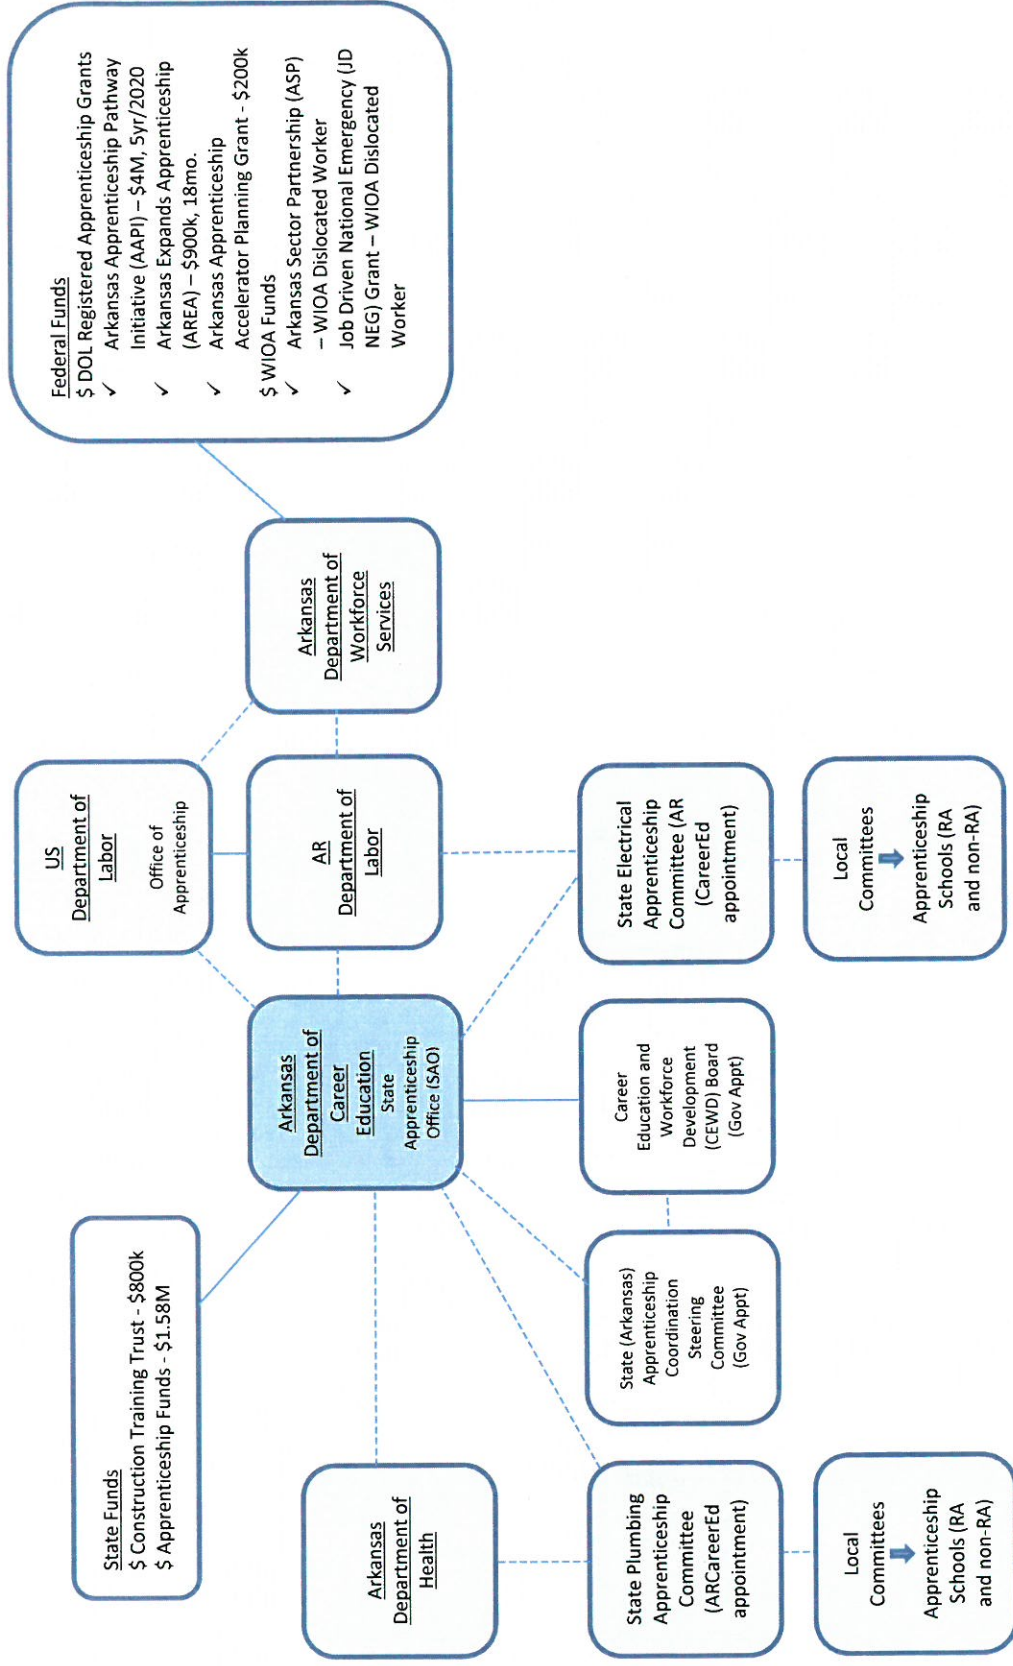 State Funds
$ Construction Training Trust - $800k
$ Apprenticeship Funds - $1.58M
US
Department of
Labor
Office of
Apprenticeship
Federal Funds
$ DOL Registered Apprenticeship Grants
✓ Arkansas Apprenticeship Pathway
Initiative (AAPI) – $4M, 5yr/2020
✓ Arkansas Expands Apprenticeship
(AREA) – $900k, 18mo.
✓ Arkansas Apprenticeship
Accelerator Planning Grant - $200k
$ WIOA Funds
✓ Arkansas Sector Partnership (ASP)
– WIOA Dislocated Worker
✓ Job Driven National Emergency (JD
NEG) Grant – WIOA Dislocated
Worker
Arkansas
Department of
Health
Arkansas
Department of
Career
Education
State
Apprenticeship
Office (SAO)
AR
Department of
Labor
Arkansas
Department of
Workforce
Services
State Plumbing
Apprenticeship
Committee
(ARCareerEd
appointment)
State (Arkansas)
Apprenticeship
Coordination
Steering
Committee
(Gov Appt)
Career
Education and
Workforce
Development
(CEWD) Board
(Gov Appt)
State Electrical
Apprenticeship
Committee (AR
(CareerEd
appointment)
Local
Committees
Apprenticeship
Schools (RA
and non-RA)
Local
Committees
Apprenticeship
Schools (RA
and non-RA)